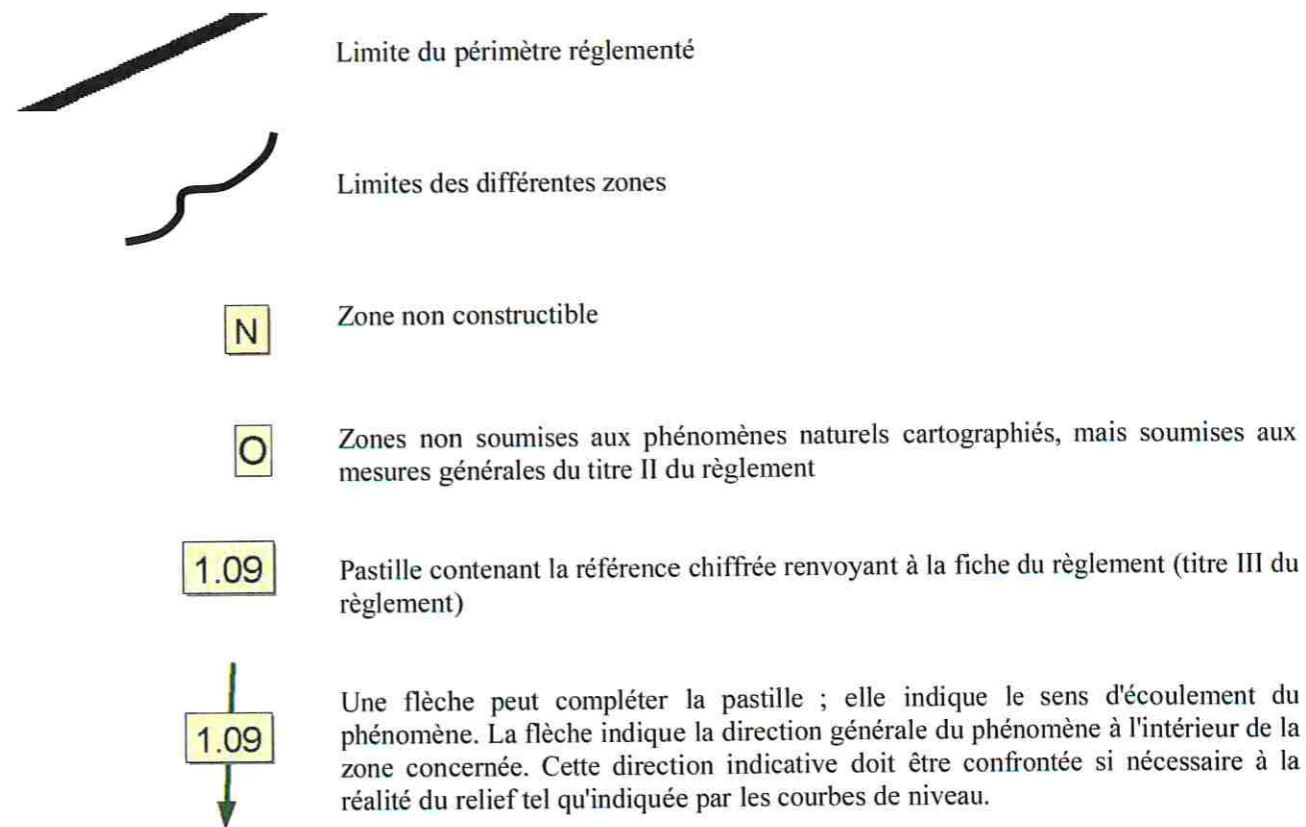 Limite du périmètre réglementé
Limites des différentes zones
N
Zone non constructible
O
Zones non soumises aux phénomènes naturels cartographiés, mais soumises aux
mesures générales du titre II du règlement
1.09
Pastille contenant la référence chiffrée renvoyant à la fiche du règlement (titre III du
règlement)
1.09
Une flèche peut compléter la pastille ; elle indique le sens d'écoulement du
phénomène. La flèche indique la direction générale du phénomène à l'intérieur de la
zone concernée. Cette direction indicative doit être confrontée si nécessaire à la
réalité du relief tel qu'indiquée par les courbes de niveau.